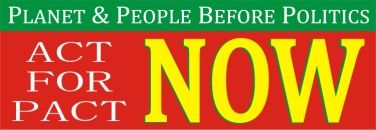 PLANET & PEOPLE BEFORE POLITICS
ACT
FOR
PACT
NOW